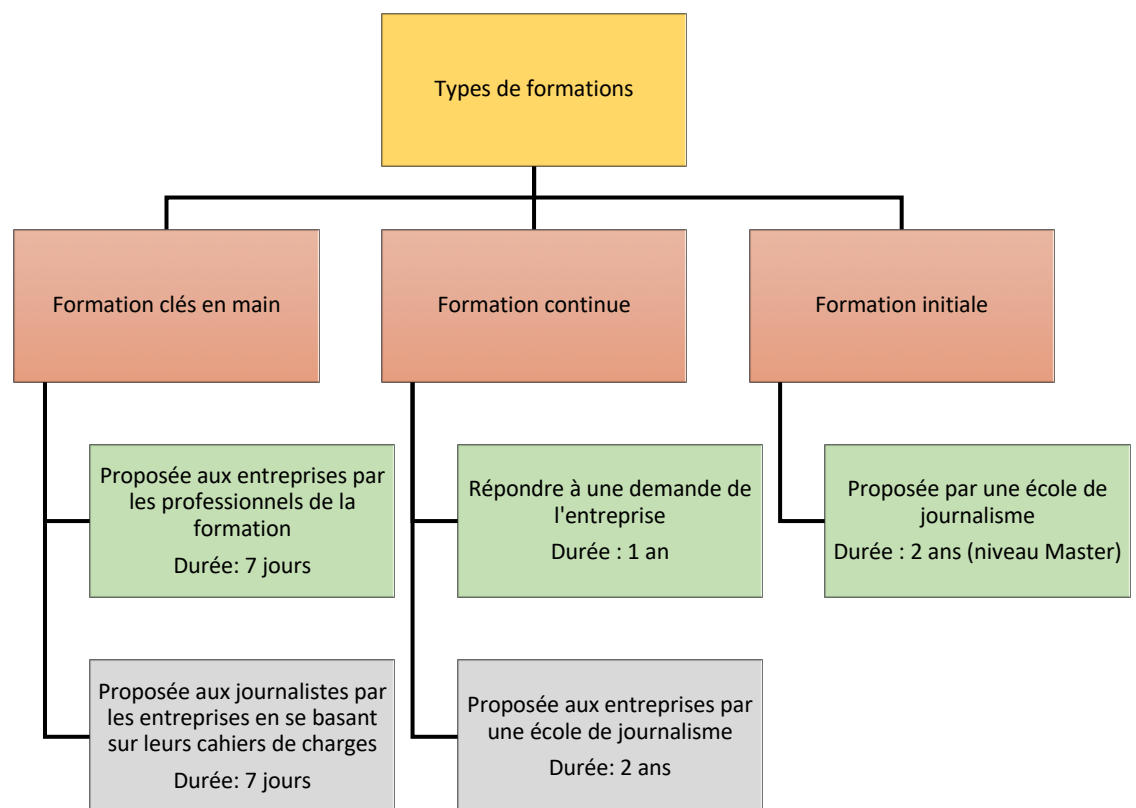 Types de formations
Formation clés en main
Formation continue
Formation initiale
Proposée aux entreprises par
les professionnels de la
formation
Durée: 7 jours
Répondre à une demande de
l'entreprise
Durée : 1 an
Proposée par une école de
journalisme
Durée : 2 ans (niveau Master)
Proposée aux journalistes par
les entreprises en se basant
sur leurs cahiers de charges
Durée: 7 jours
Proposée aux entreprises par
une école de journalisme
Durée: 2 ans